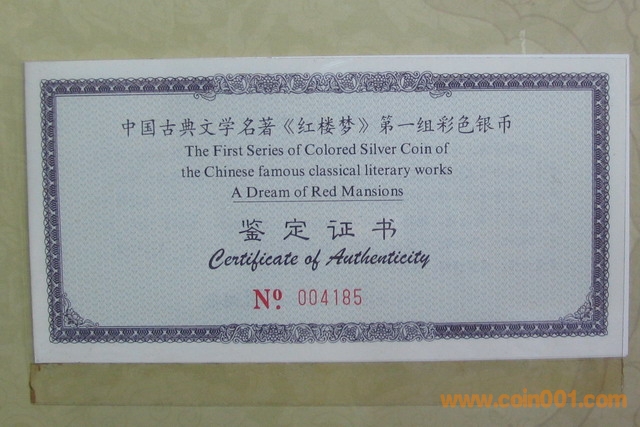 中国古典文学名著《红楼梦》第一组彩色银币
The First Series of Colored Silver Coin of
the Chinese famous classical literary works
A Dream of Red Mansions
鉴定证书
Certificate of Authenticity
Nº 004185
www.coin001.com